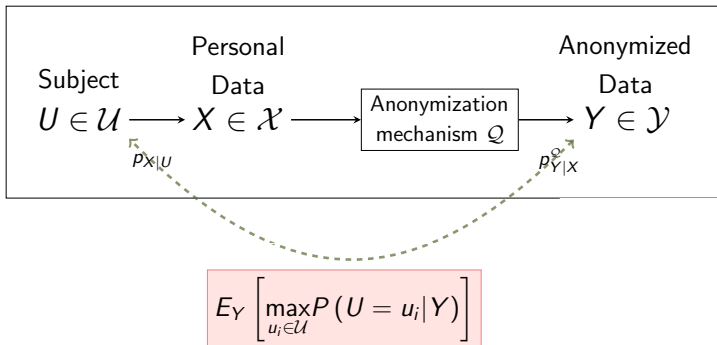 Subject
U ∈ 𝒰
Personal
Data
X ∈ 𝒳
Anonymization
mechanism 𝒬
Anonymized
Data
Y ∈ 𝒴
p_{X|U}
p^𝒬_{Y|X}
E_Y [ max_{u_i∈𝒰} P (U = u_i|Y) ]